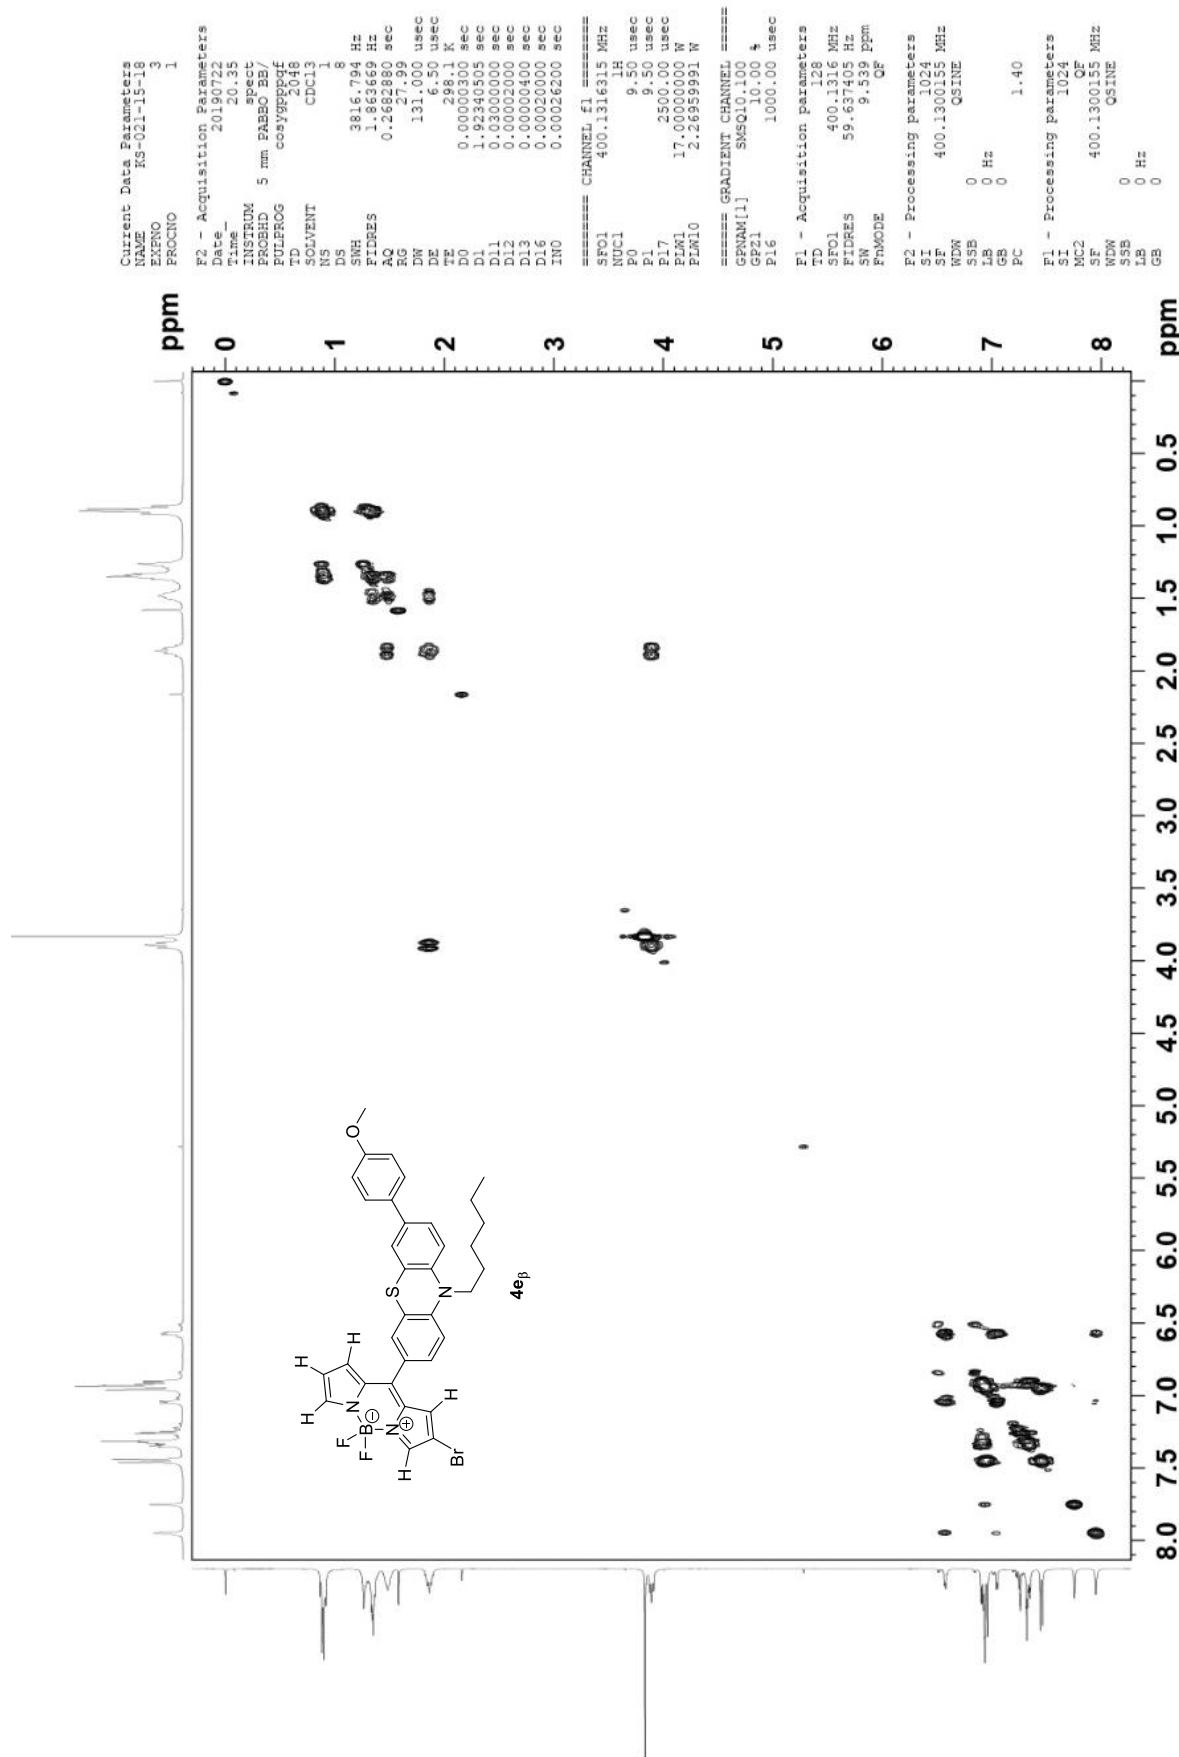 Current Data Parameters
NAME KS-021-15-18
EXPNO 3
PROCNO 1
F2 - Acquisition Parameters
Date_ 20190722
Time 20.35
INSTRUM spect
PROBHD 5 mm PABBO BB/
PULPROG cosygpppqf
TD 2048
SOLVENT CDCl3
NS 1
DS 8
SWH 3816.794 Hz
FIDRES 1.863669 Hz
AQ 0.2682880 sec
RG 27.99
DW 131.000 usec
DE 6.50 usec
TE 298.1 K
D0 0.00000300 sec
D1 1.92340505 sec
D11 0.03000000 sec
D12 0.00002000 sec
D13 0.00000400 sec
D16 0.00020000 sec
IN0 0.00026200 sec
======== CHANNEL f1 ========
SFO1 400.1316315 MHz
NUC1 1H
P0 9.50 usec
P1 9.50 usec
P17 2500.00 usec
PLW1 17.00000000 W
PLW10 2.26959991 W
====== GRADIENT CHANNEL =====
GPNAM[1] SMSQ10.100
GPZ1 10.00 %
P16 1000.00 usec
F1 - Acquisition parameters
TD 128
SFO1 400.1316 MHz
FIDRES 59.637405 Hz
SW 9.539 ppm
FnMODE QF
F2 - Processing parameters
SI 1024
SF 400.1300155 MHz
WDW QSINE
SSB 0
LB 0 Hz
GB 0
PC 1.40
F1 - Processing parameters
SI 1024
MC2 QF
SF 400.1300155 MHz
WDW QSINE
SSB 0
LB 0 Hz
GB 0
ppm
0
1
2
3
4
5
6
7
8
ppm
8.0 7.5 7.0 6.5 6.0 5.5 5.0 4.5 4.0 3.5 3.0 2.5 2.0 1.5 1.0 0.5
H
H
H
H
H
F
F
B⊖
N
N⊕
Br
S
N
O
4eβ